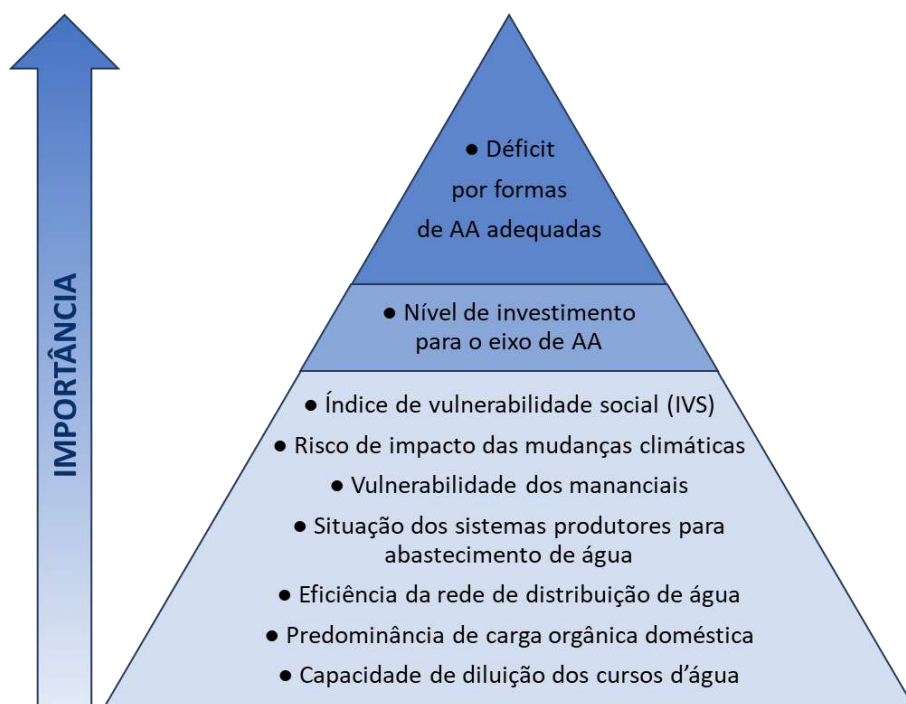 IMPORTÂNCIA
● Déficit
por formas
de AA adequadas
● Nível de investimento
para o eixo de AA
● Índice de vulnerabilidade social (IVS)
● Risco de impacto das mudanças climáticas
● Vulnerabilidade dos mananciais
● Situação dos sistemas produtores para
abastecimento de água
● Eficiência da rede de distribuição de água
● Predominância de carga orgânica doméstica
● Capacidade de diluição dos cursos d’água